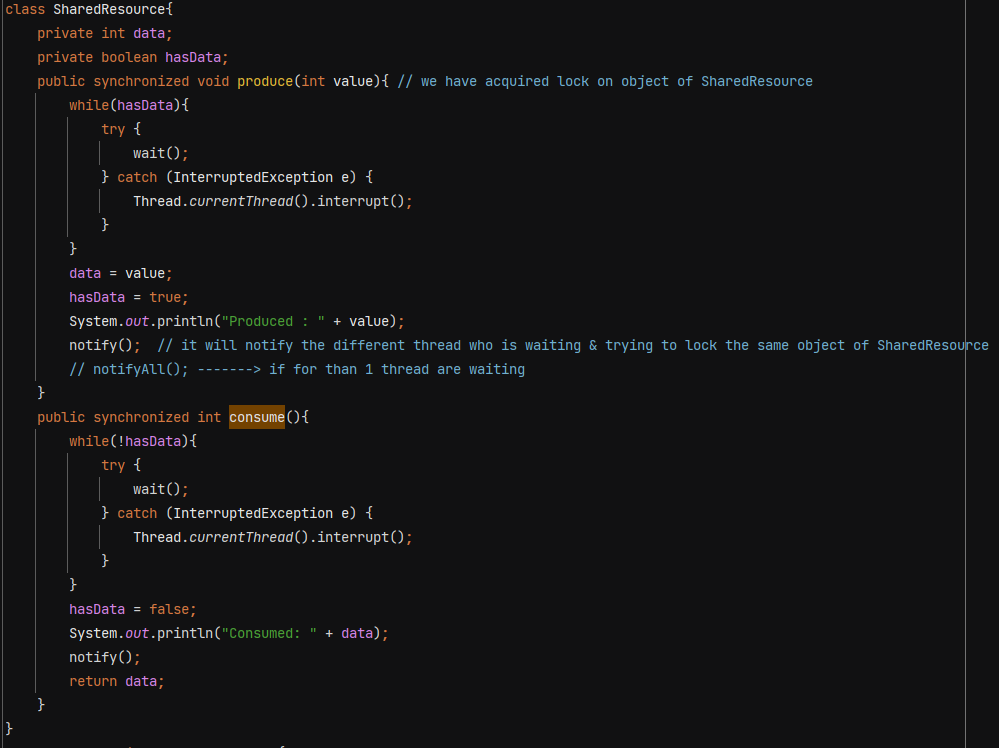 class SharedResource{
    private int data;
    private boolean hasData;
    public synchronized void produce(int value){ // we have acquired lock on object of SharedResource
        while(hasData){
            try {
                wait();
            } catch (InterruptedException e) {
                Thread.currentThread().interrupt();
            }
        }
        data = value;
        hasData = true;
        System.out.println("Produced : " + value);
        notify();  // it will notify the different thread who is waiting & trying to lock the same object of SharedResource
        // notifyAll(); -------> if for than 1 thread are waiting
    }
    public synchronized int consume(){
        while(!hasData){
            try {
                wait();
            } catch (InterruptedException e) {
                Thread.currentThread().interrupt();
            }
        }
        hasData = false;
        System.out.println("Consumed: " + data);
        notify();
        return data;
    }
}